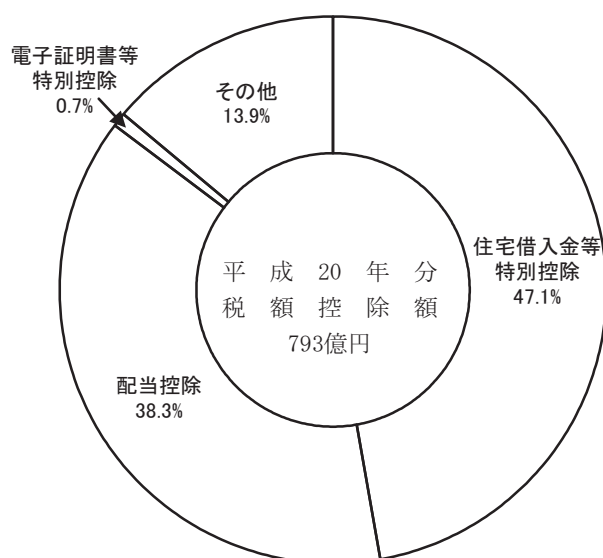 電子証明書等
特別控除
0.7%
その他
13.9%
住宅借入金等
特別控除
47.1%
平成20年分
税額控除額
793億円
配当控除
38.3%